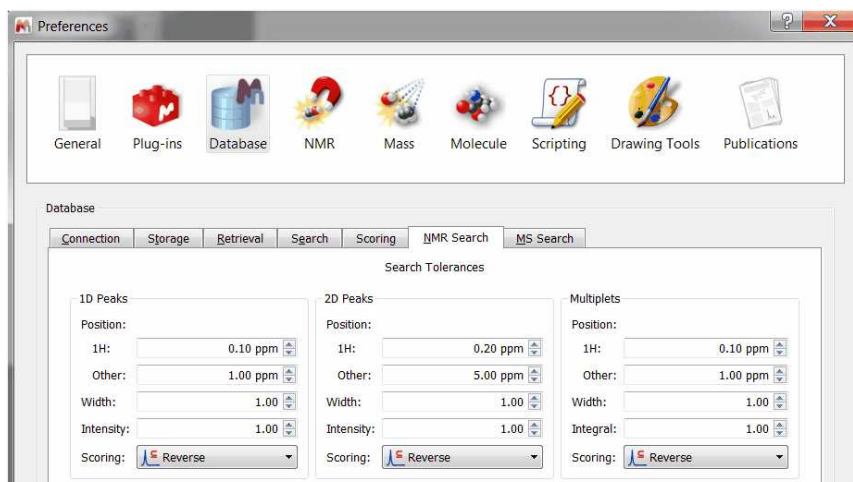 Preferences
General Plug-ins Database NMR Mass Molecule Scripting Drawing Tools Publications
Database
Connection Storage Retrieval Search Scoring NMR Search MS Search
Search Tolerances
1D Peaks 2D Peaks Multiplets
Position: Position: Position:
1H: 0.10 ppm 1H: 0.20 ppm 1H: 0.10 ppm
Other: 1.00 ppm Other: 5.00 ppm Other: 1.00 ppm
Width: 1.00 Width: 1.00 Width: 1.00
Intensity: 1.00 Intensity: 1.00 Integral: 1.00
Scoring: Reverse Scoring: Reverse Scoring: Reverse